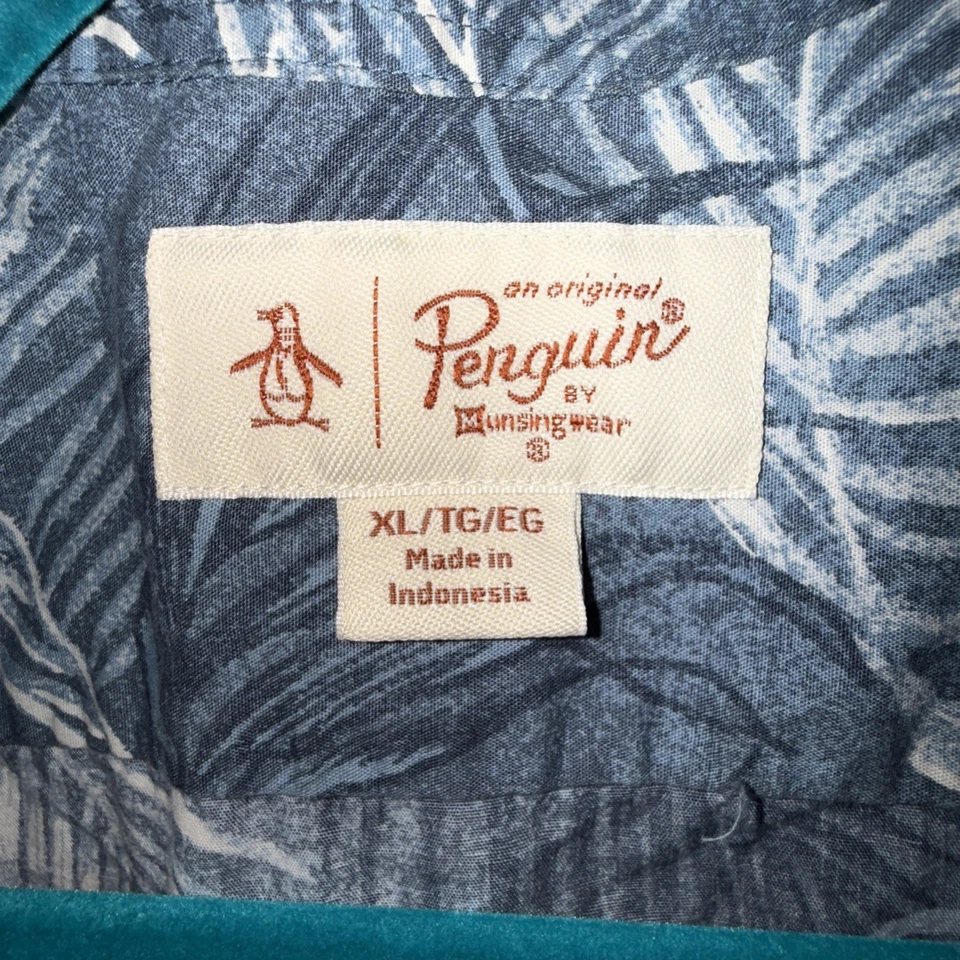 an original
Penguin®
BY
Munsingwear
®
XL/TG/EG
Made in
Indonesia